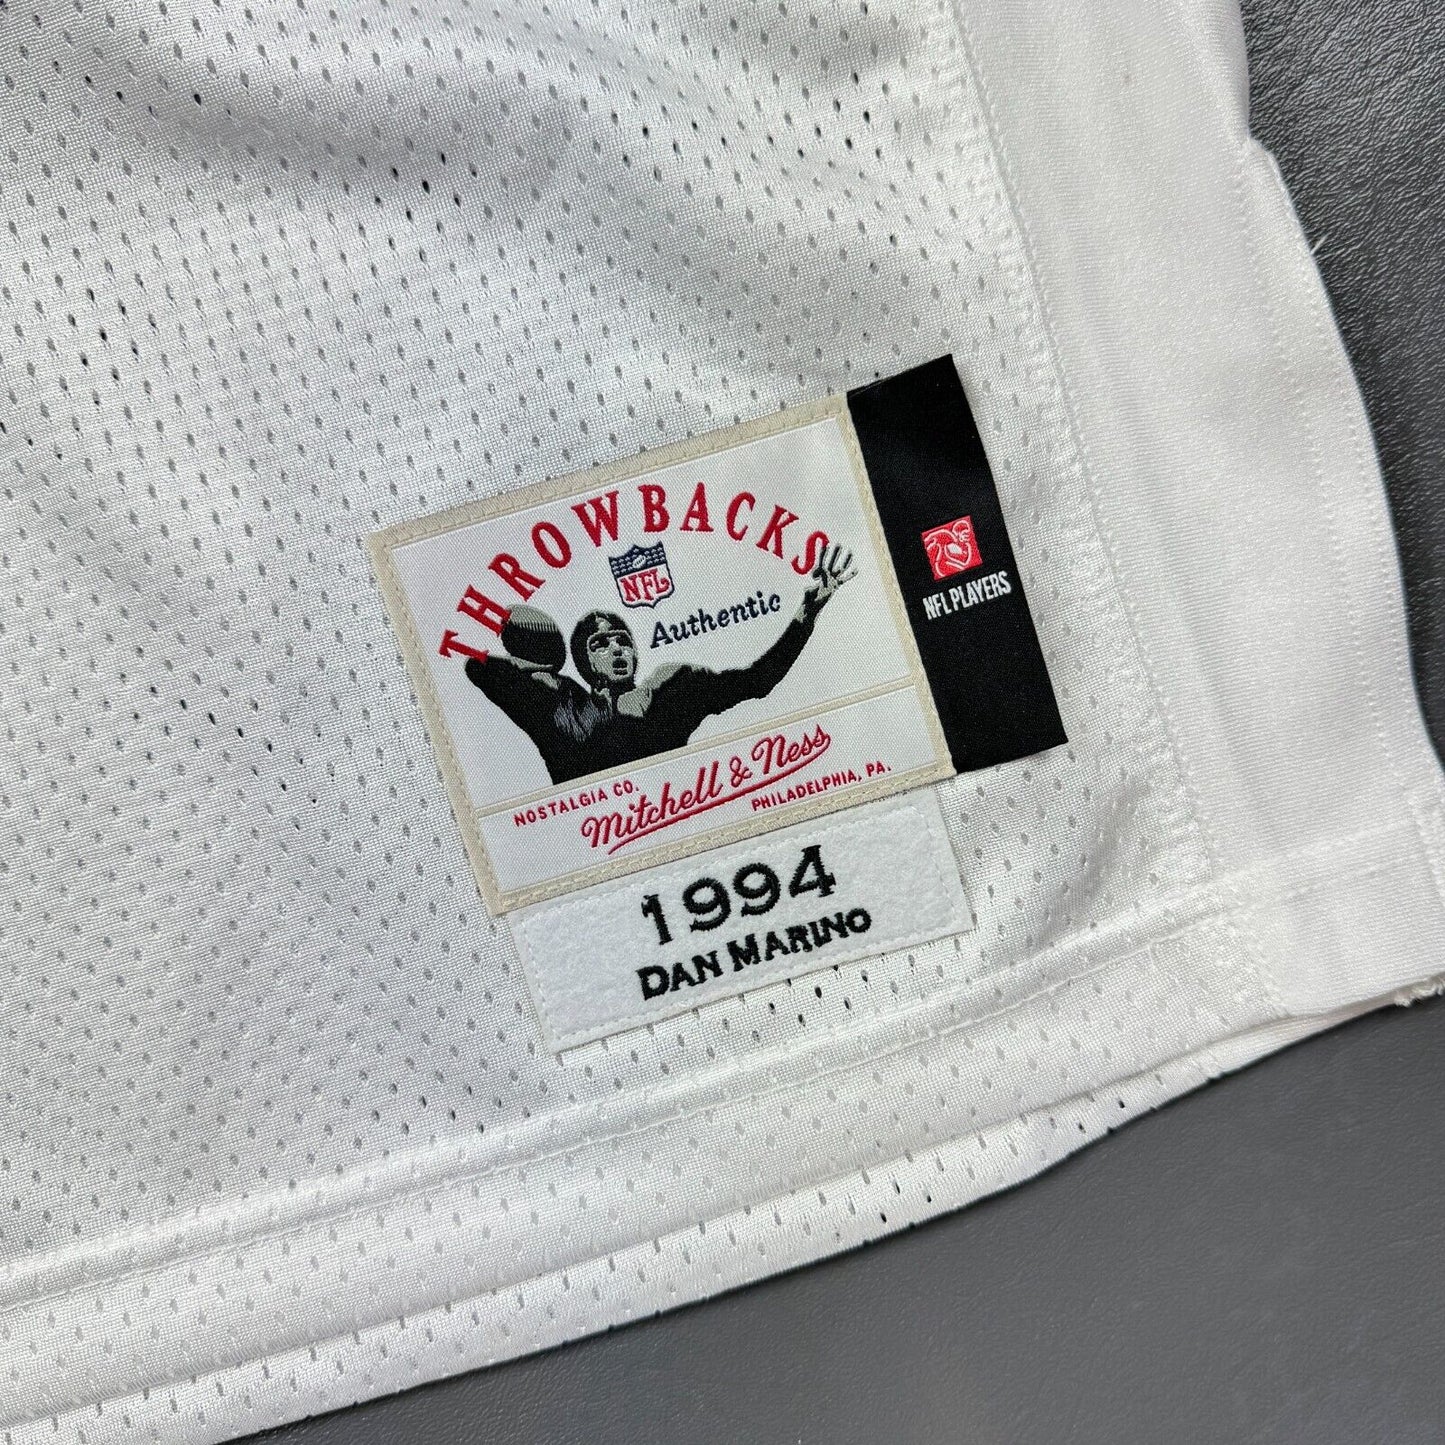 THROWBACKS
NFL
Authentic
NOSTALGIA CO.
Mitchell & Ness
PHILADELPHIA, PA.
NFL PLAYERS
1994
DAN MARINO